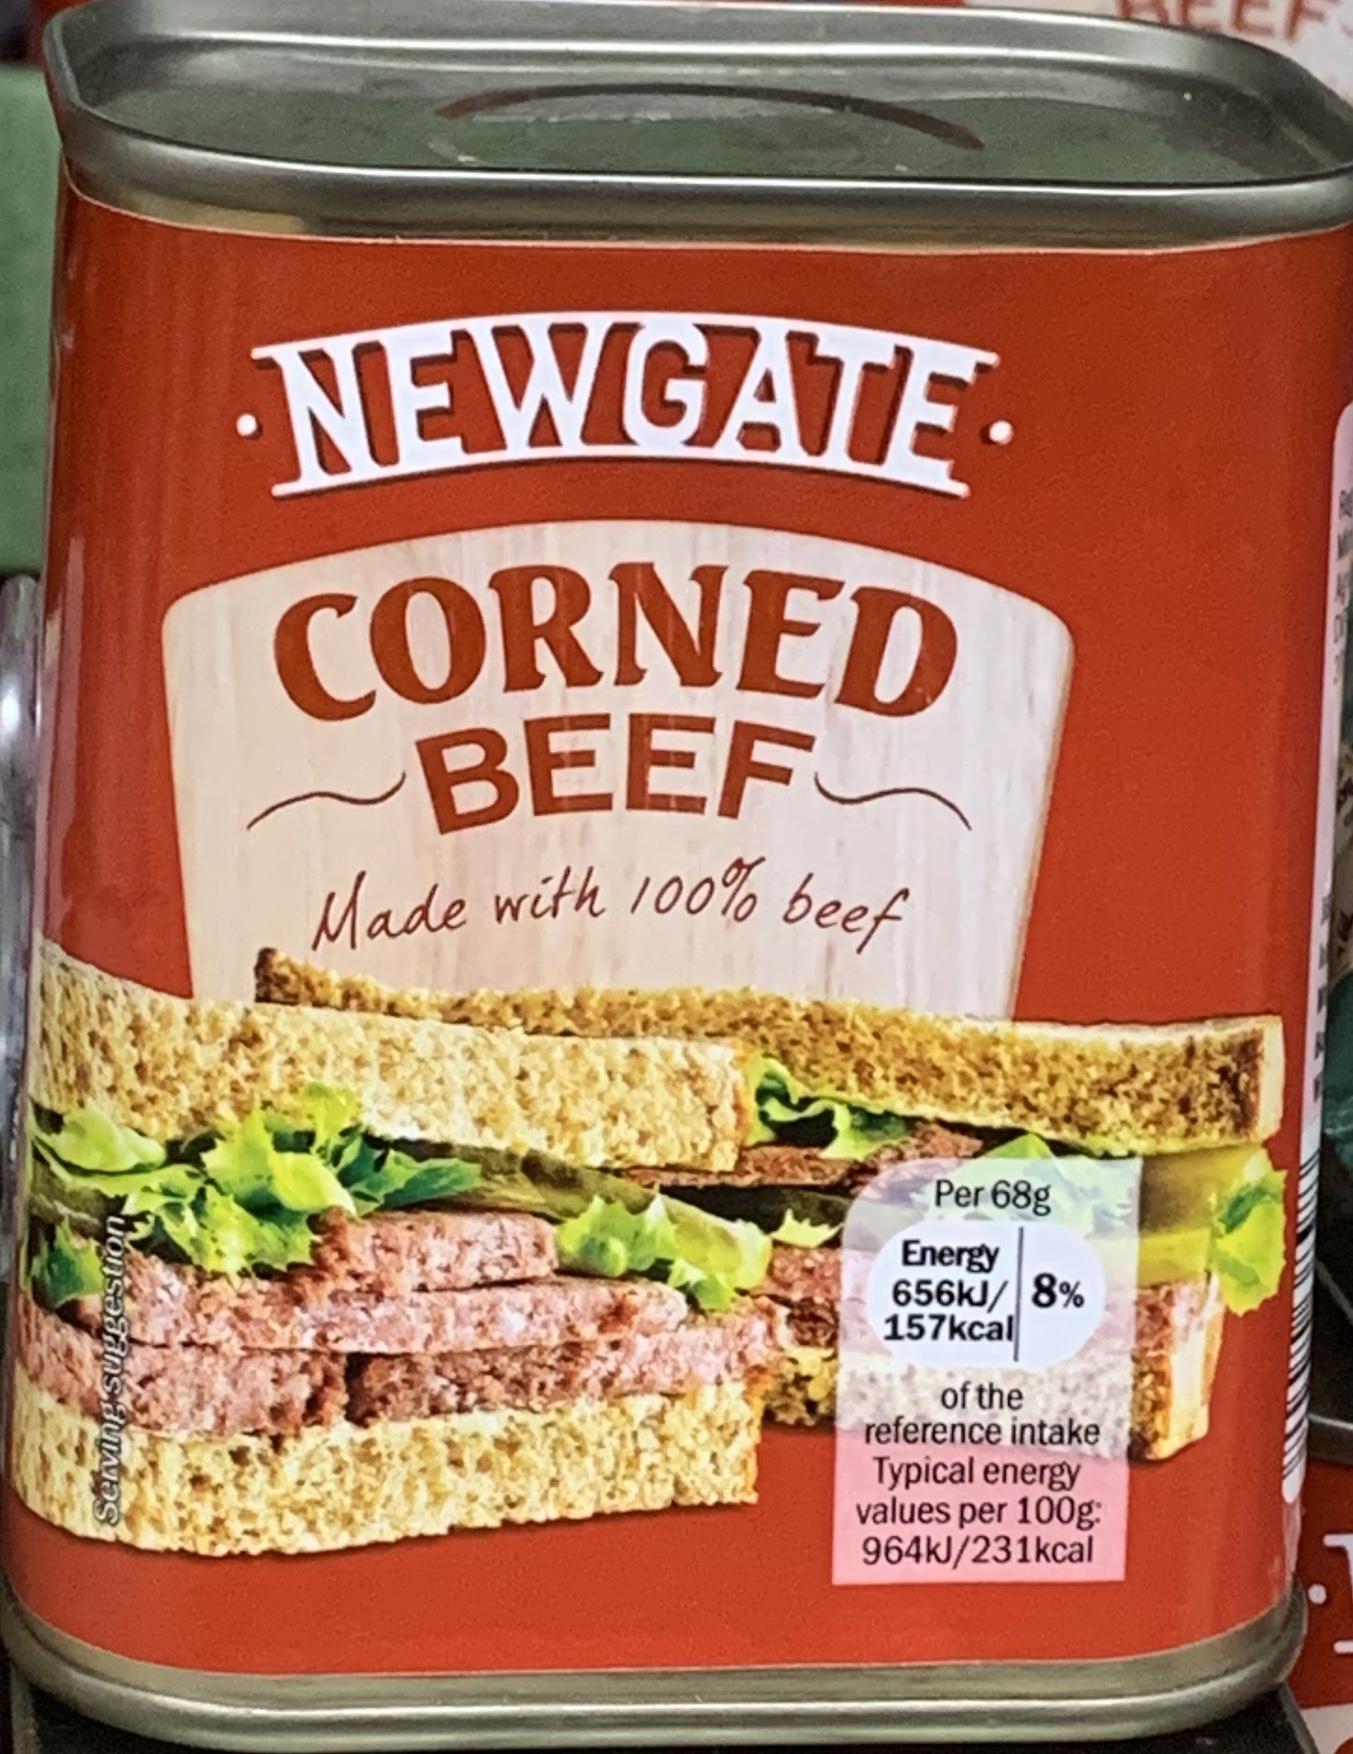 BEEF
·NEWGATE·
CORNED
BEEF
Made with 100% beef
Serving suggestion
Per 68g
Energy
656kJ/
157kcal
8%
of the
reference intake
Typical energy
values per 100g:
964kJ/231kcal